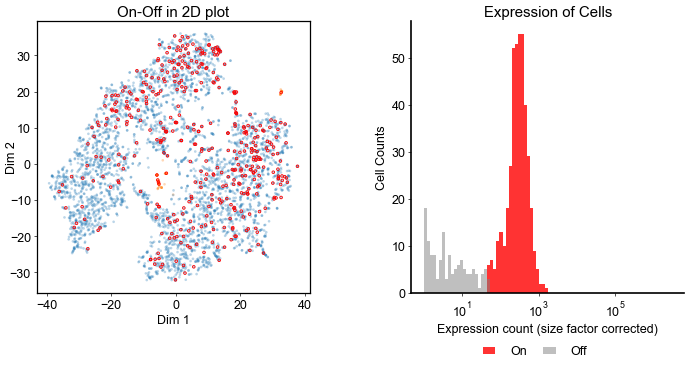 On-Off in 2D plot
30
20
10
0
−10
−20
−30
Dim 2
−40
−20
0
20
40
Dim 1
Expression of Cells
50
40
30
20
10
0
Cell Counts
10^1
10^3
10^5
Expression count (size factor corrected)
On
Off